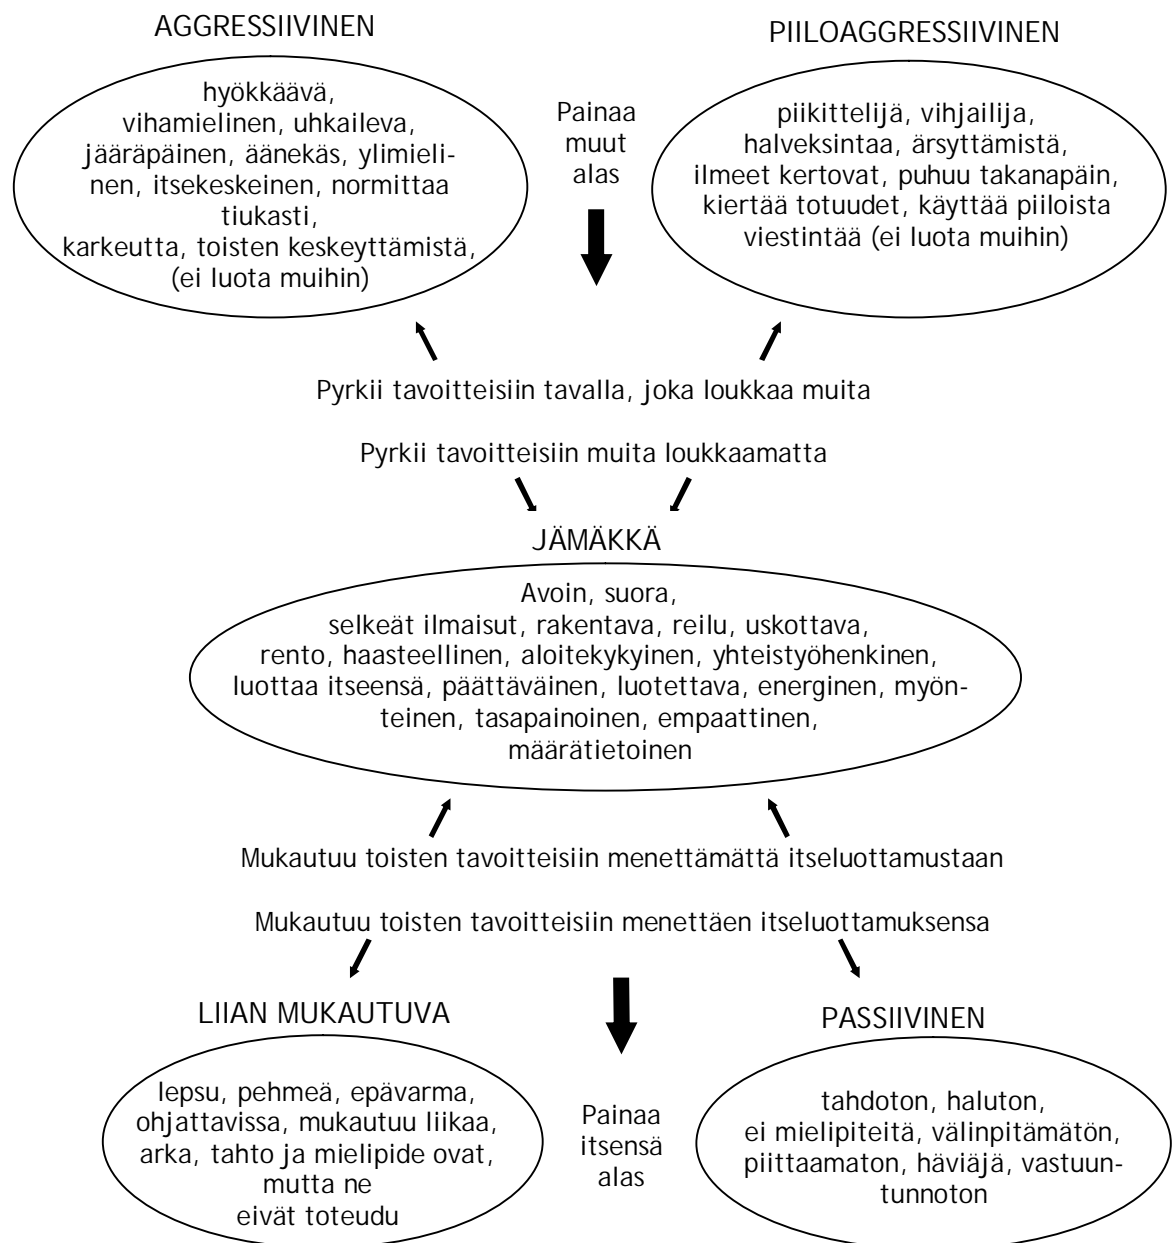 AGGRESSIIVINEN
hyökkäävä,
vihamielinen, uhkaileva,
jääräpäinen, äänekäs, ylimieli-
nen, itsekeskeinen, normittaa
tiukasti,
karkeutta, toisten keskeyttämistä,
(ei luota muihin)
Painaa
muut
alas
PIILOAGGRESSIIVINEN
piikittelijä, vihjailija,
halveksintaa, ärsyttämistä,
ilmeet kertovat, puhuu takanapäin,
kiertää totuudet, käyttää piiloista
viestintää (ei luota muihin)
Pyrkii tavoitteisiin tavalla, joka loukkaa muita
Pyrkii tavoitteisiin muita loukkaamatta
JÄMÄKKÄ
Avoin, suora,
selkeät ilmaisut, rakentava, reilu, uskottava,
rento, haasteellinen, aloitekykyinen, yhteistyöhenkinen,
luottaa itseensä, päättäväinen, luotettava, energinen, myön-
teinen, tasapainoinen, empaattinen,
määrätietoinen
Mukautuu toisten tavoitteisiin menettämättä itseluottamustaan
Mukautuu toisten tavoitteisiin menettäen itseluottamuksensa
LIIAN MUKAUTUVA
lepsu, pehmeä, epävarma,
ohjattavissa, mukautuu liikaa,
arka, tahto ja mielipide ovat,
mutta ne
eivät toteudu
Painaa
itsensä
alas
PASSIIVINEN
tahdoton, haluton,
ei mielipiteitä, välinpitämätön,
piittaamaton, häviäjä, vastuun-
tunnoton